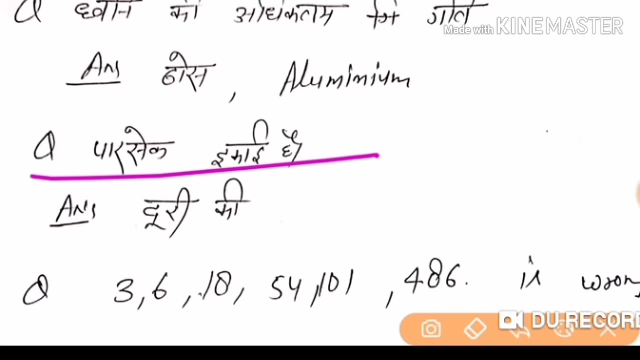 Q ध्वनि की अधिकतम गति
Made with KINEMASTER
Ans ठोस, Aluminium
Q पारसेक इकाई है
Ans दूरी की
Q 3, 6, 18, 54, 101, 486. is wrong
DU-RECORD